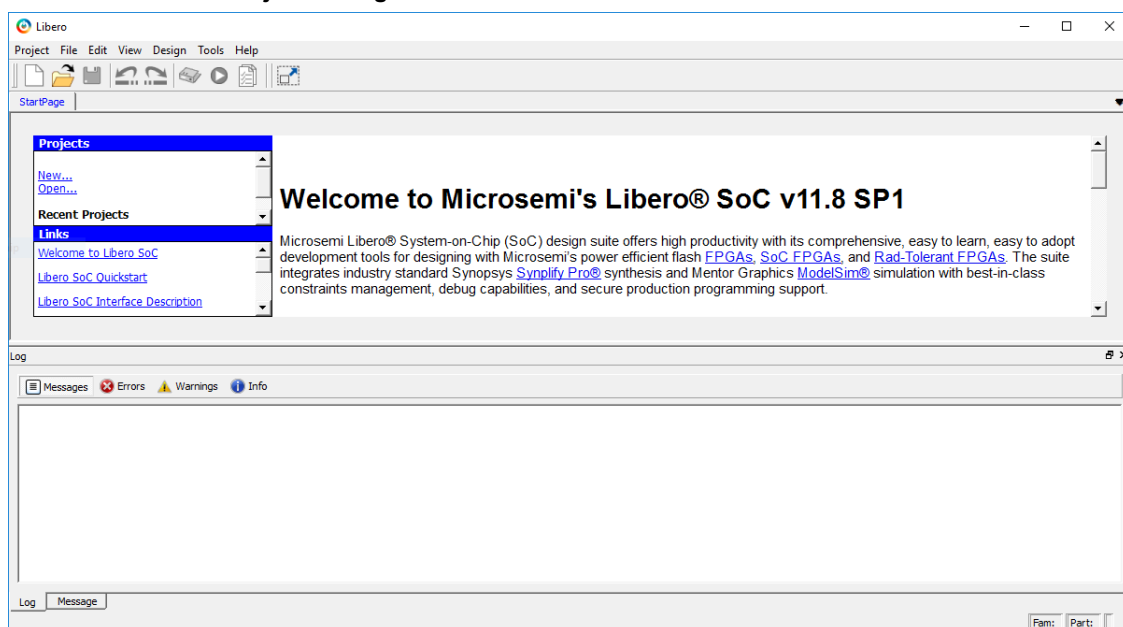 Libero
Project File Edit View Design Tools Help
StartPage
Projects
New...
Open...
Recent Projects
Links
Welcome to Libero SoC
Libero SoC Quickstart
Libero SoC Interface Description
Welcome to Microsemi's Libero® SoC v11.8 SP1
Microsemi Libero® System-on-Chip (SoC) design suite offers high productivity with its comprehensive, easy to learn, easy to adopt
development tools for designing with Microsemi's power efficient flash FPGAs, SoC FPGAs, and Rad-Tolerant FPGAs. The suite
integrates industry standard Synopsys Synplify Pro® synthesis and Mentor Graphics ModelSim® simulation with best-in-class
constraints management, debug capabilities, and secure production programming support.
Log
Messages Errors Warnings Info
Log Message
Fam: Part: